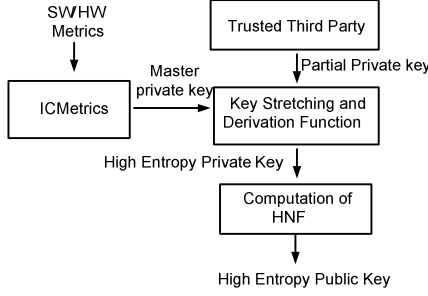 SW/HW
Metrics
Trusted Third Party
Master
private key
Partial Private key
ICMetrics
Key Stretching and
Derivation Function
High Entropy Private Key
Computation of
HNF
High Entropy Public Key